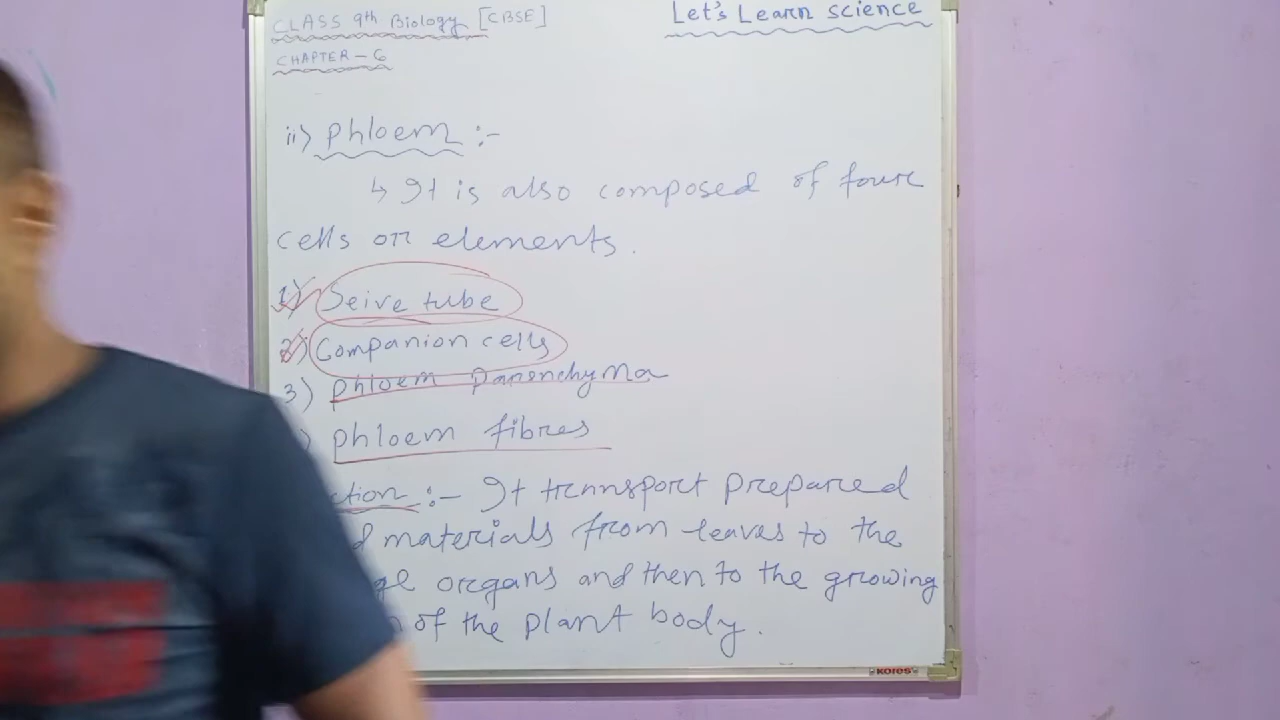 CLASS 9th Biology [CBSE]
Let's Learn science
CHAPTER - 6
ii) Phloem :-
↳ It is also composed of four
cells or elements.
1) Seive tube
2) Companion cells
3) phloem parenchyma
) phloem fibres
ction :- It transport prepared
d materials from leaves to the
ge organs and then to the growing
n of the plant body.
KORES